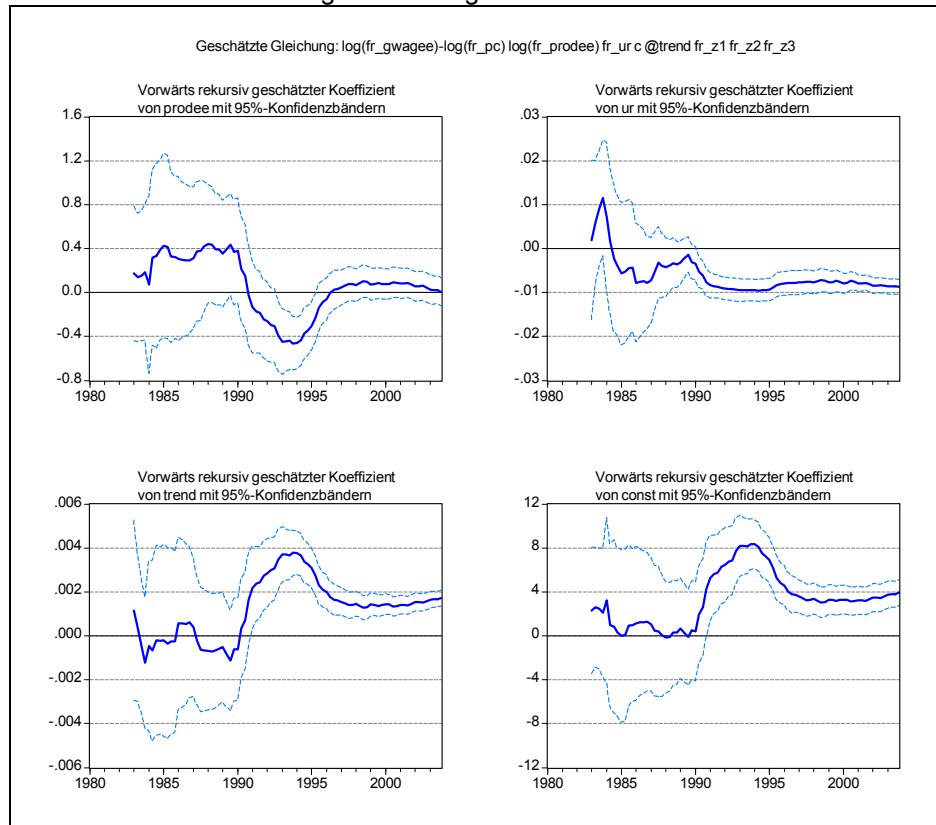 Geschätzte Gleichung: log(fr_gwagee)-log(fr_pc) log(fr_prodee) fr_ur c @trend fr_z1 fr_z2 fr_z3
Vorwärts rekursiv geschätzter Koeffizient
von prodee mit 95%-Konfidenzbändern
1.6
1.2
0.8
0.4
0.0
-0.4
-0.8
1980 1985 1990 1995 2000
Vorwärts rekursiv geschätzter Koeffizient
von ur mit 95%-Konfidenzbändern
.03
.02
.01
.00
-.01
-.02
-.03
1980 1985 1990 1995 2000
Vorwärts rekursiv geschätzter Koeffizient
von trend mit 95%-Konfidenzbändern
.006
.004
.002
.000
-.002
-.004
-.006
1980 1985 1990 1995 2000
Vorwärts rekursiv geschätzter Koeffizient
von const mit 95%-Konfidenzbändern
12
8
4
0
-4
-8
-12
1980 1985 1990 1995 2000